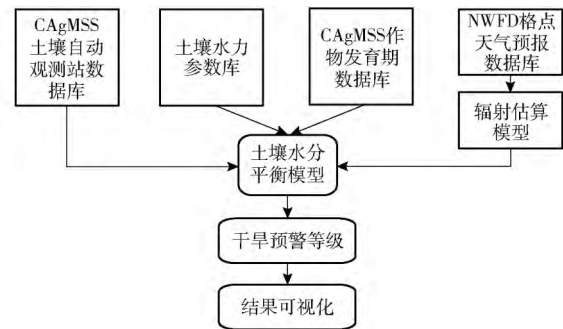 CAgMSS
土壤自动
观测站数
据库
土壤水力
参数库
CAgMSS作
物发育期
数据库
NWFD格点
天气预报
数据库
辐射估算
模型
土壤水分
平衡模型
干旱预警等级
结果可视化